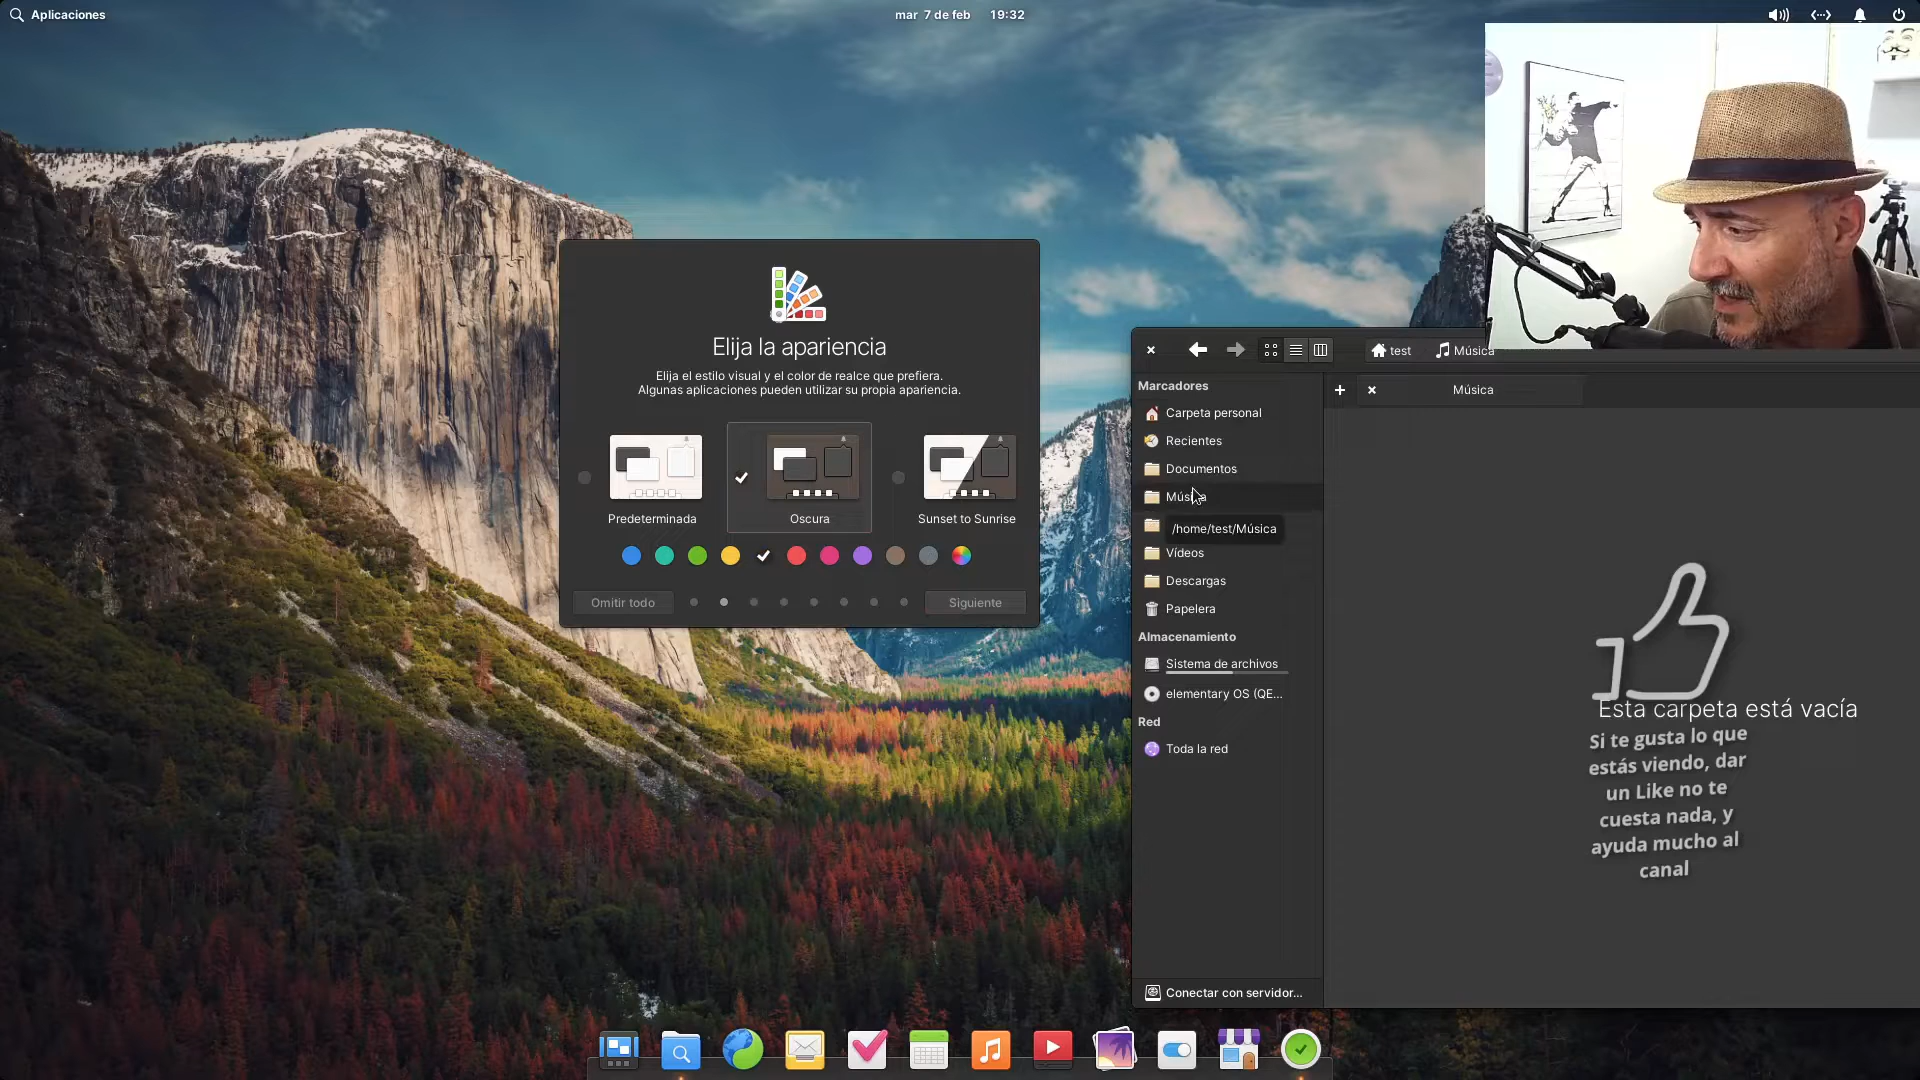 Aplicaciones
mar 7 de feb 19:32
Elija la apariencia
Elija el estilo visual y el color de realce que prefiera.
Algunas aplicaciones pueden utilizar su propia apariencia.
Predeterminada
Oscura
Sunset to Sunrise
Omitir todo
Siguiente
test
Música
Marcadores
Carpeta personal
Recientes
Documentos
Música
/home/test/Música
Vídeos
Descargas
Papelera
Almacenamiento
Sistema de archivos
elementary OS (QE...
Red
Toda la red
Conectar con servidor...
Música
Esta carpeta está vacía
Si te gusta lo que
estás viendo, dar
un Like no te
cuesta nada, y
ayuda mucho al
canal